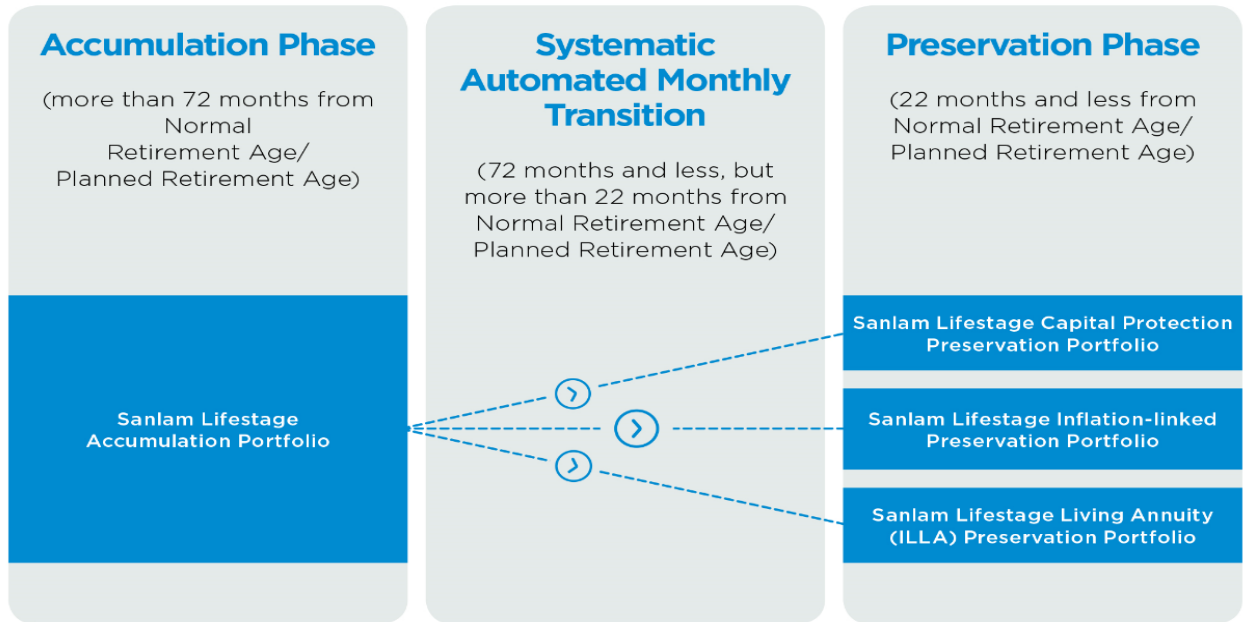 Accumulation Phase
(more than 72 months from
Normal
Retirement Age/
Planned Retirement Age)
Sanlam Lifestage
Accumulation Portfolio
Systematic
Automated Monthly
Transition
(72 months and less, but
more than 22 months from
Normal Retirement Age/
Planned Retirement Age)
Preservation Phase
(22 months and less from
Normal Retirement Age/
Planned Retirement Age)
Sanlam Lifestage Capital Protection
Preservation Portfolio
Sanlam Lifestage Inflation-linked
Preservation Portfolio
Sanlam Lifestage Living Annuity
(ILLA) Preservation Portfolio